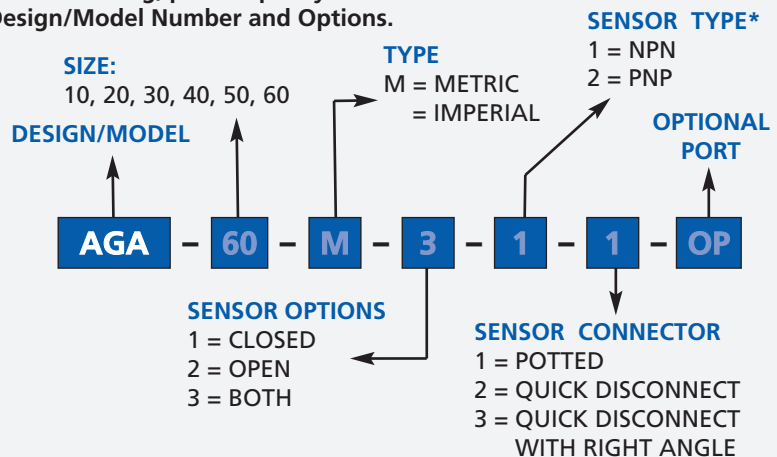 Design/Model Number and Options.
SIZE:
10, 20, 30, 40, 50, 60
DESIGN/MODEL
TYPE
M = METRIC
= IMPERIAL
SENSOR TYPE*
1 = NPN
2 = PNP
OPTIONAL
PORT
AGA - 60 - M - 3 - 1 - 1 - OP
SENSOR OPTIONS
1 = CLOSED
2 = OPEN
3 = BOTH
SENSOR CONNECTOR
1 = POTTED
2 = QUICK DISCONNECT
3 = QUICK DISCONNECT
WITH RIGHT ANGLE